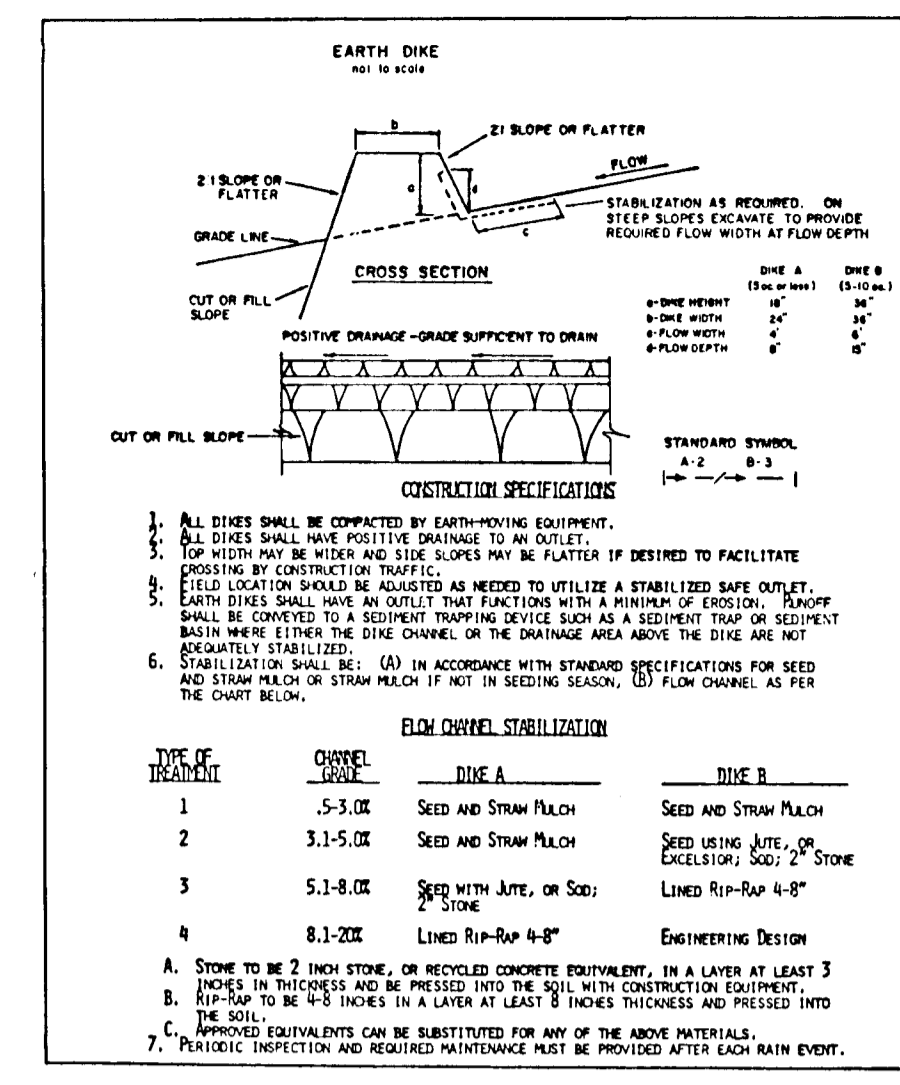 EARTH DIKE
not to scale
b
2:1 SLOPE OR FLATTER
FLOW
2:1 SLOPE OR
FLATTER
a
d
STABILIZATION AS REQUIRED. ON
STEEP SLOPES EXCAVATE TO PROVIDE
REQUIRED FLOW WIDTH AT FLOW DEPTH
GRADE LINE
c
CROSS SECTION
CUT OR FILL
SLOPE
DIKE A DIKE B
(5 ac. or less) (5-10 ac.)
a-DIKE HEIGHT 18" 36"
b-DIKE WIDTH 24" 36"
c-FLOW WIDTH 4' 6'
d-FLOW DEPTH 8" 15"
POSITIVE DRAINAGE-GRADE SUFFICIENT TO DRAIN
CUT OR FILL SLOPE
STANDARD SYMBOL
A-2 B-3
CONSTRUCTION SPECIFICATIONS
1. ALL DIKES SHALL BE COMPACTED BY EARTH-MOVING EQUIPMENT.
2. ALL DIKES SHALL HAVE POSITIVE DRAINAGE TO AN OUTLET.
3. TOP WIDTH MAY BE WIDER AND SIDE SLOPES MAY BE FLATTER IF DESIRED TO FACILITATE
CROSSING BY CONSTRUCTION TRAFFIC.
4. FIELD LOCATION SHOULD BE ADJUSTED AS NEEDED TO UTILIZE A STABILIZED SAFE OUTLET.
5. EARTH DIKES SHALL HAVE AN OUTLET THAT FUNCTIONS WITH A MINIMUM OF EROSION. RUNOFF
SHALL BE CONVEYED TO A SEDIMENT TRAPPING DEVICE SUCH AS A SEDIMENT TRAP OR SEDIMENT
BASIN WHERE EITHER THE DIKE CHANNEL OR THE DRAINAGE AREA ABOVE THE DIKE ARE NOT
ADEQUATELY STABILIZED.
6. STABILIZATION SHALL BE: (A) IN ACCORDANCE WITH STANDARD SPECIFICATIONS FOR SEED
AND STRAW MULCH OR STRAW MULCH IF NOT IN SEEDING SEASON, (B) FLOW CHANNEL AS PER
THE CHART BELOW.
FLOW CHANNEL STABILIZATION
TYPE OF TREATMENT CHANNEL GRADE DIKE A DIKE B
1 .5-3.0% SEED AND STRAW MULCH SEED AND STRAW MULCH
2 3.1-5.0% SEED AND STRAW MULCH SEED USING JUTE, OR
EXCELSIOR; SOD; 2" STONE
3 5.1-8.0% SEED WITH JUTE, OR SOD; LINED RIP-RAP 4-8"
2" STONE
4 8.1-20% LINED RIP-RAP 4-8" ENGINEERING DESIGN
A. STONE TO BE 2 INCH STONE, OR RECYCLED CONCRETE EQUIVALENT, IN A LAYER AT LEAST 3
INCHES IN THICKNESS AND BE PRESSED INTO THE SOIL WITH CONSTRUCTION EQUIPMENT.
B. RIP-RAP TO BE 4-8 INCHES IN A LAYER AT LEAST 8 INCHES THICKNESS AND PRESSED INTO
THE SOIL.
C. APPROVED EQUIVALENTS CAN BE SUBSTITUTED FOR ANY OF THE ABOVE MATERIALS.
7. PERIODIC INSPECTION AND REQUIRED MAINTENANCE MUST BE PROVIDED AFTER EACH RAIN EVENT.